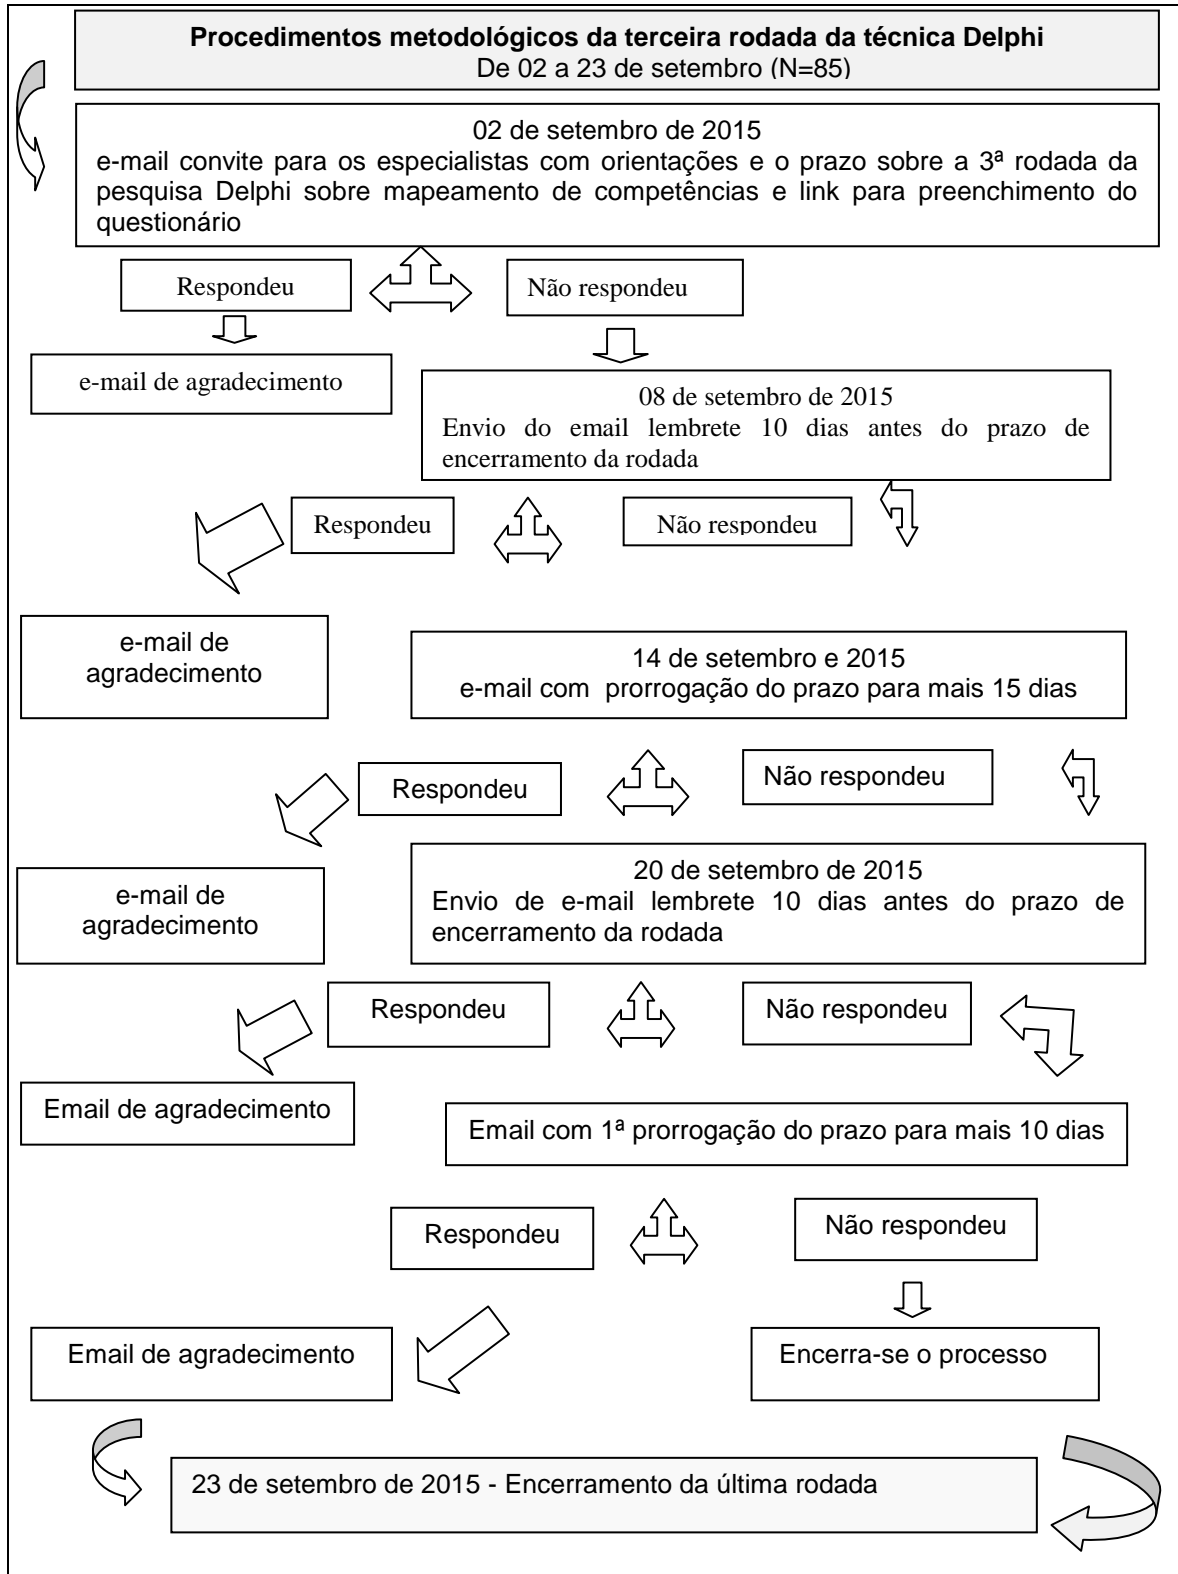 Procedimentos metodológicos da terceira rodada da técnica Delphi
De 02 a 23 de setembro (N=85)
02 de setembro de 2015
e-mail convite para os especialistas com orientações e o prazo sobre a 3ª rodada da
pesquisa Delphi sobre mapeamento de competências e link para preenchimento do
questionário
Respondeu
Não respondeu
e-mail de agradecimento
08 de setembro de 2015
Envio do email lembrete 10 dias antes do prazo de
encerramento da rodada
Respondeu
Não respondeu
e-mail de
agradecimento
14 de setembro e 2015
e-mail com prorrogação do prazo para mais 15 dias
Respondeu
Não respondeu
e-mail de
agradecimento
20 de setembro de 2015
Envio de e-mail lembrete 10 dias antes do prazo de
encerramento da rodada
Respondeu
Não respondeu
Email de agradecimento
Email com 1ª prorrogação do prazo para mais 10 dias
Respondeu
Não respondeu
Email de agradecimento
Encerra-se o processo
23 de setembro de 2015 - Encerramento da última rodada